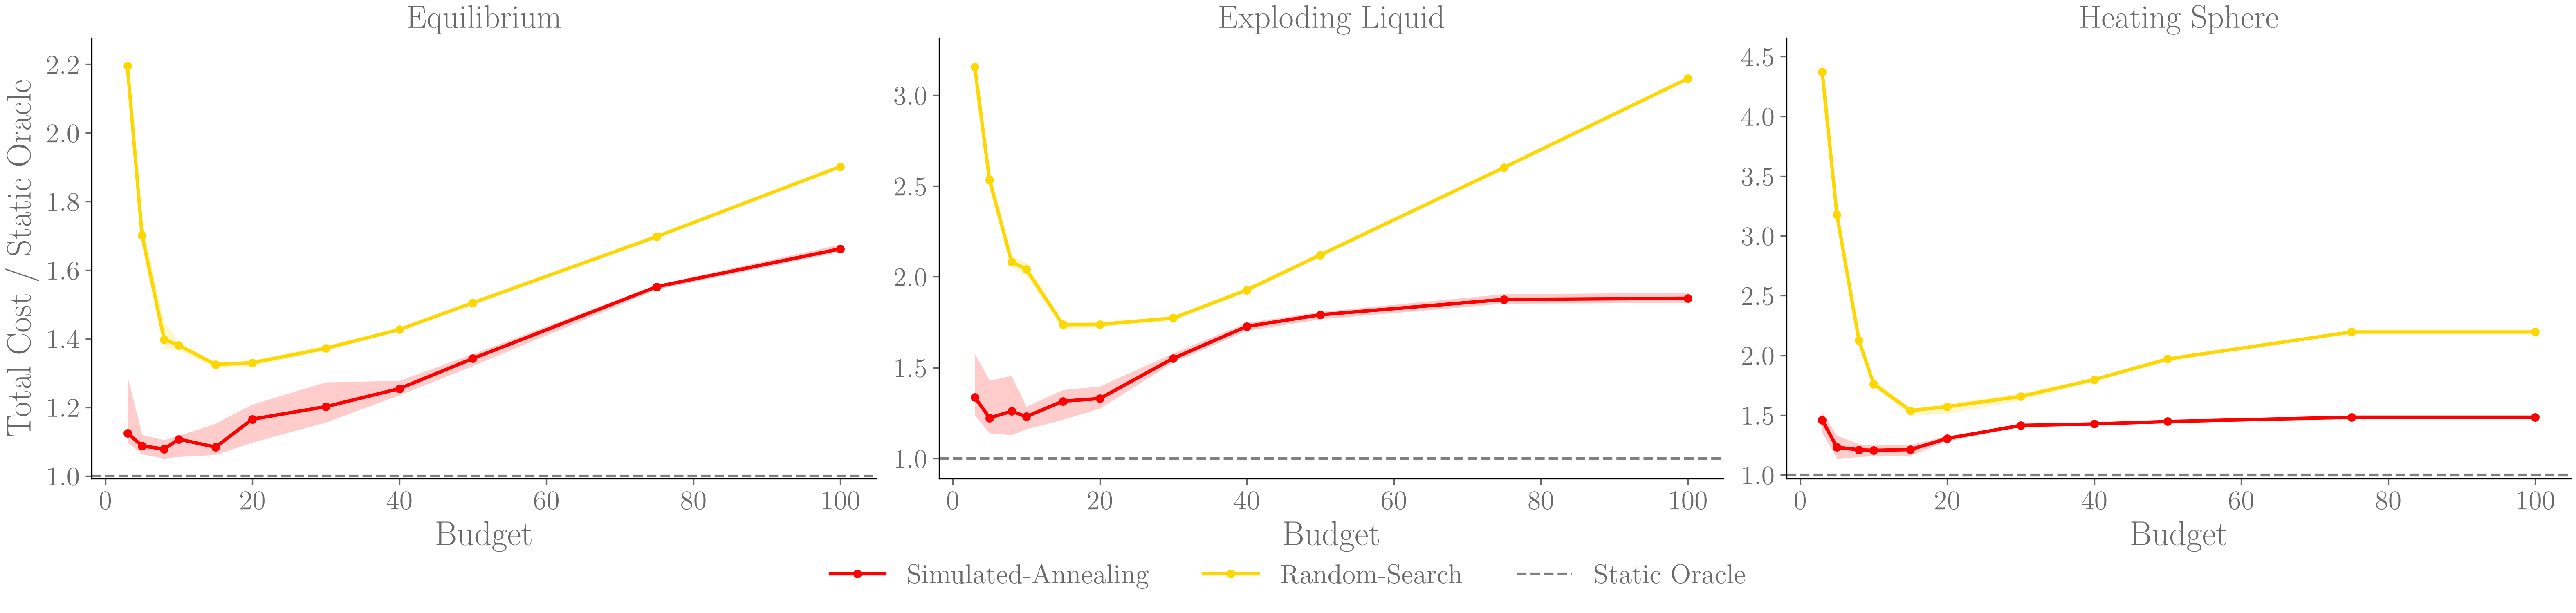 Equilibrium
Exploding Liquid
Heating Sphere
Total Cost / Static Oracle
2.2
2.0
1.8
1.6
1.4
1.2
1.0
0 20 40 60 80 100
Budget
3.0
2.5
2.0
1.5
1.0
0 20 40 60 80 100
Budget
4.5
4.0
3.5
3.0
2.5
2.0
1.5
1.0
0 20 40 60 80 100
Budget
Simulated-Annealing Random-Search Static Oracle